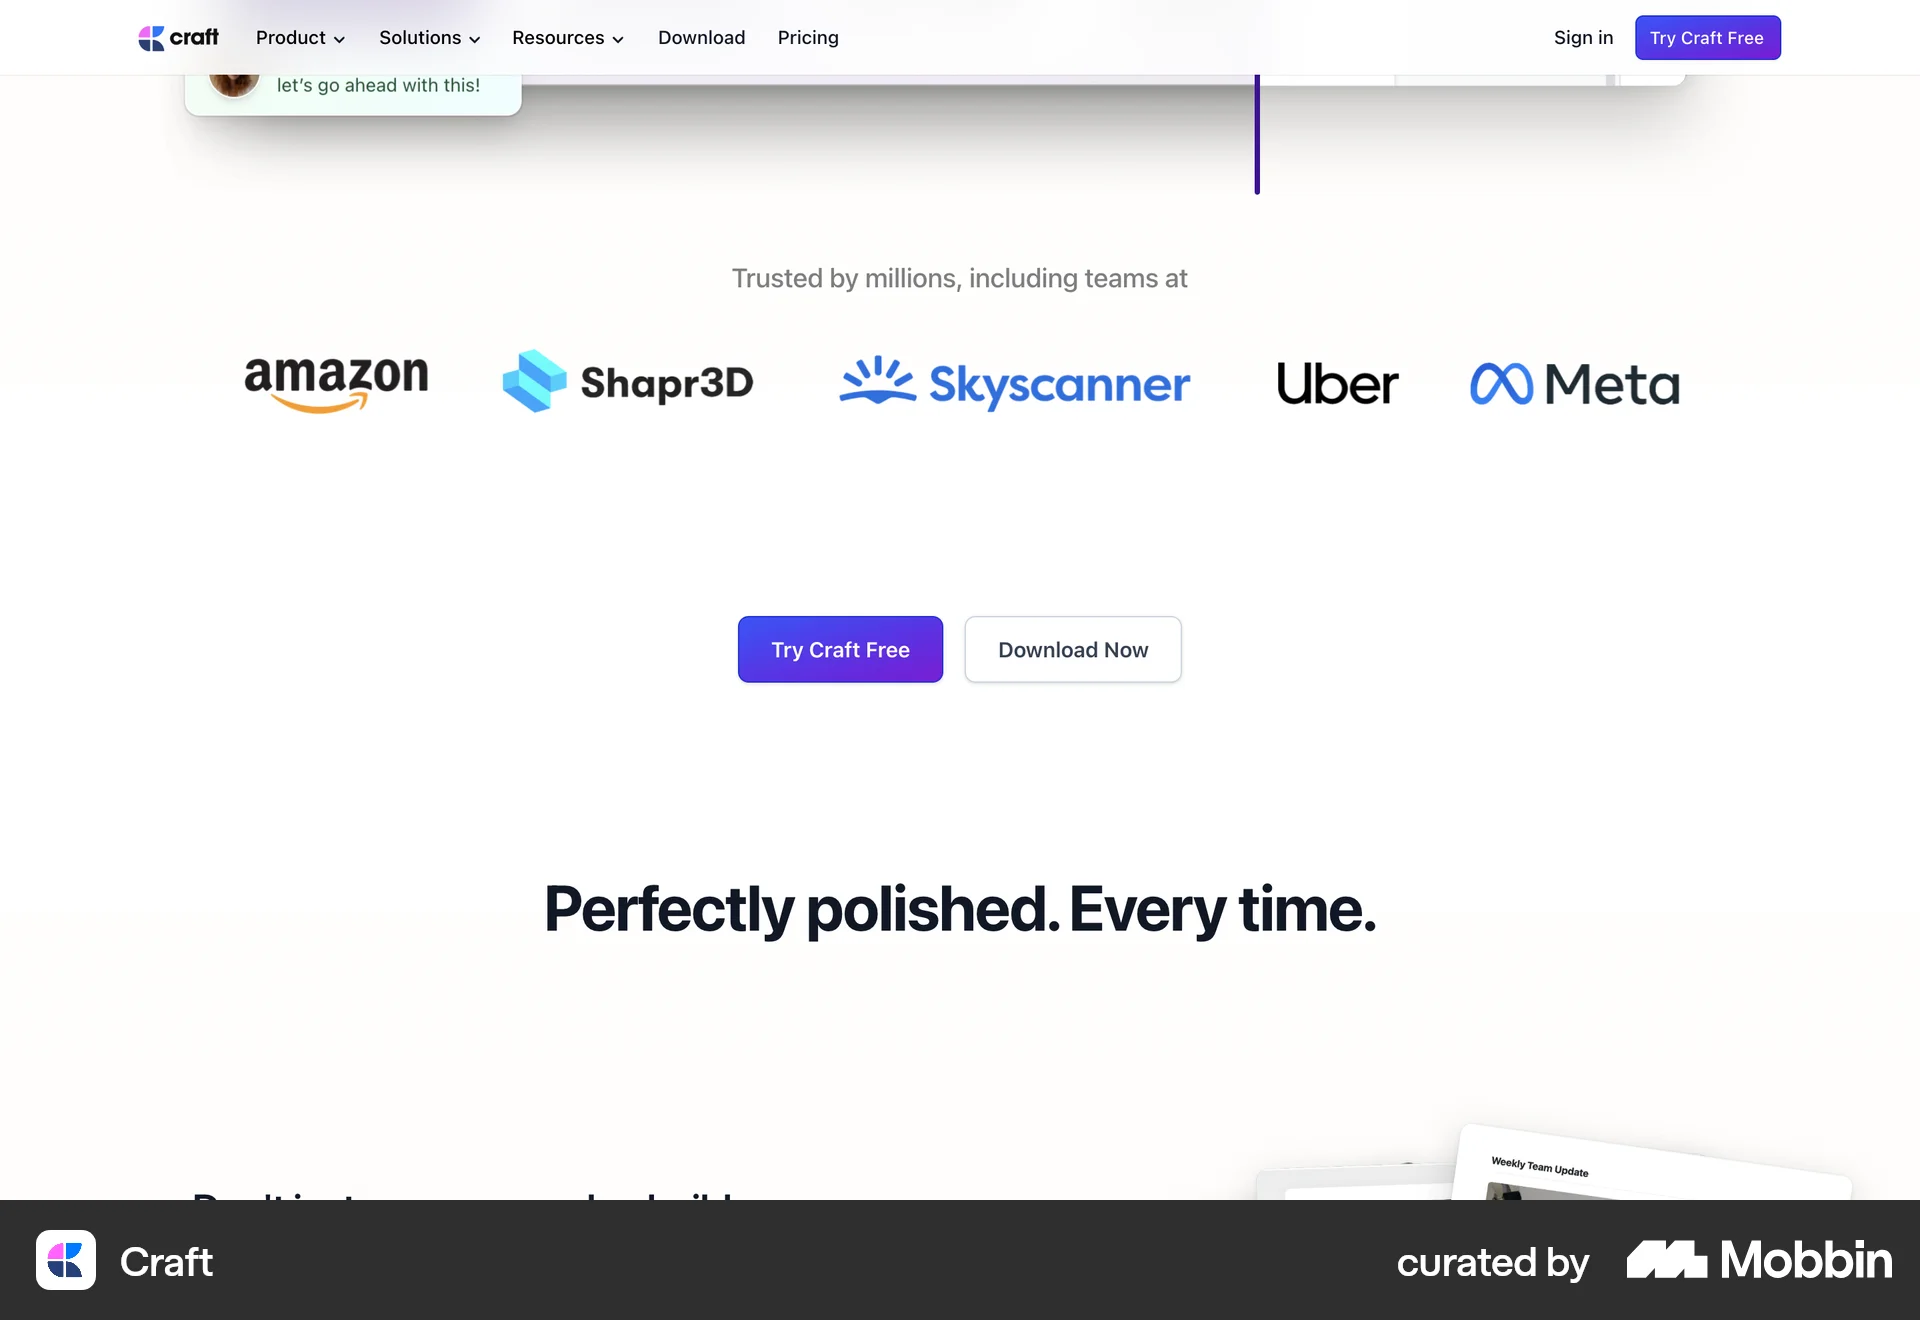 craft
Product
Solutions
Resources
Download
Pricing
Sign in
Try Craft Free
let's go ahead with this!
Trusted by millions, including teams at
amazon
Shapr3D
Skyscanner
Uber
Meta
Try Craft Free
Download Now
Perfectly polished. Every time.
Weekly Team Update
Craft
curated by
Mobbin